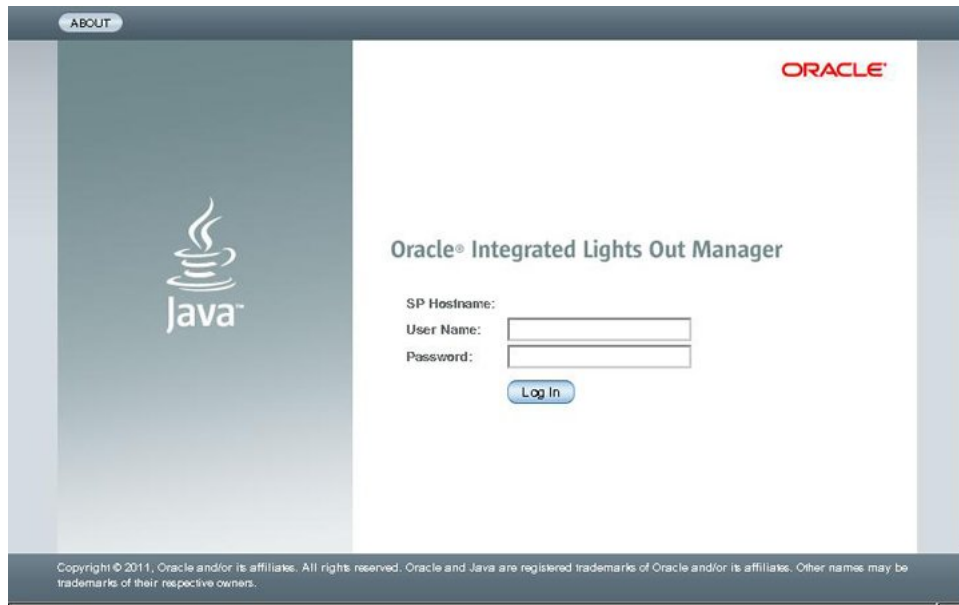 ABOUT
ORACLE®
Java™
Oracle® Integrated Lights Out Manager
SP Hostname:
User Name:
Password:
Log In
Copyright © 2011, Oracle and/or its affiliates. All rights reserved. Oracle and Java are registered trademarks of Oracle and/or its affiliates. Other names may be
trademarks of their respective owners.